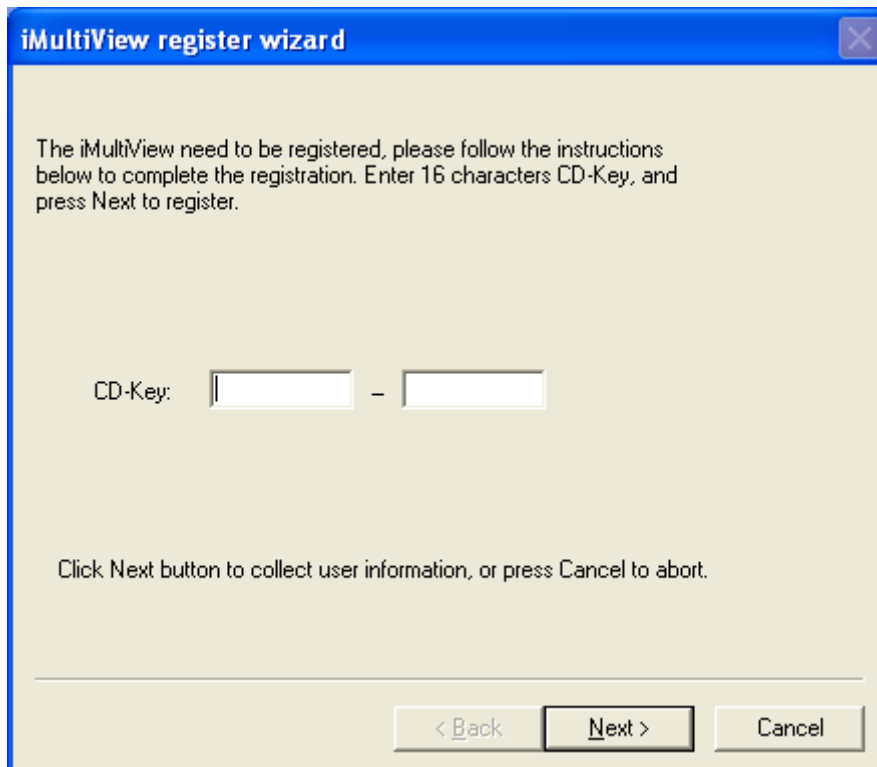 iMultiView register wizard
The iMultiView need to be registered, please follow the instructions
below to complete the registration. Enter 16 characters CD-Key, and
press Next to register.
CD-Key: –
Click Next button to collect user information, or press Cancel to abort.
< Back Next > Cancel